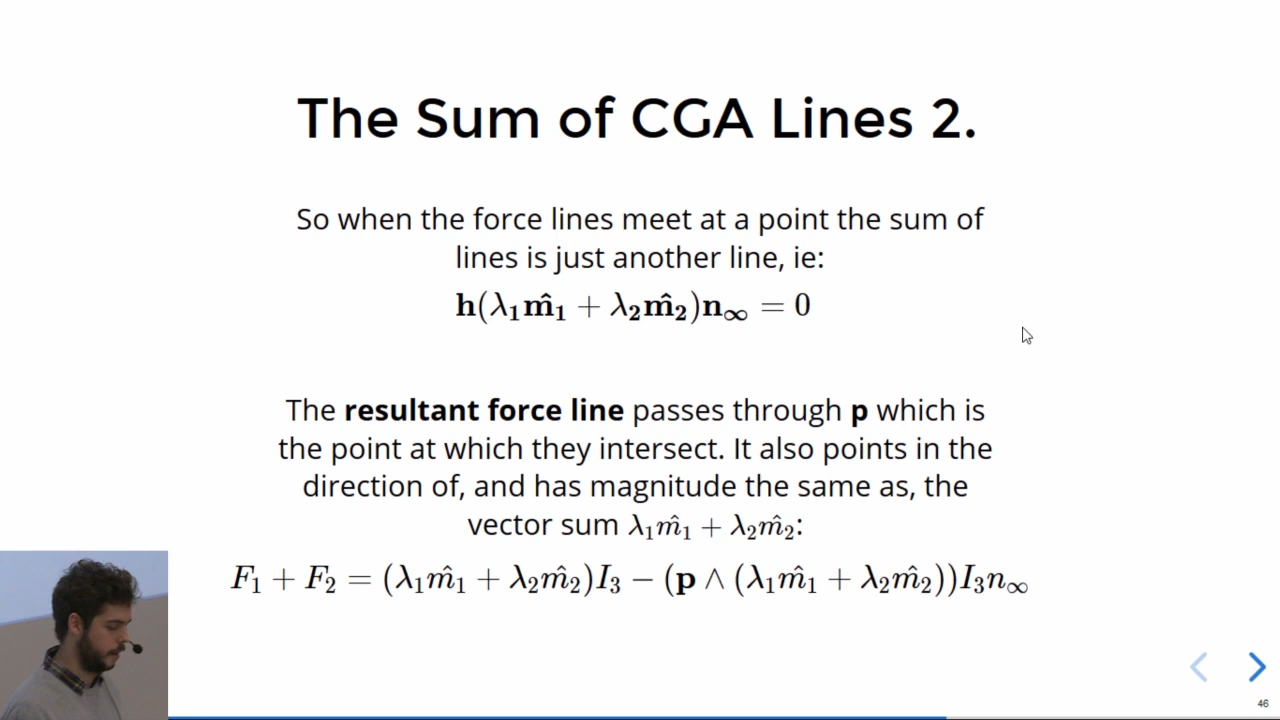 The Sum of CGA Lines 2.
So when the force lines meet at a point the sum of
lines is just another line, ie:
𝐡(λ₁𝐦̂₁ + λ₂𝐦̂₂)𝐧∞ = 0
The resultant force line passes through p which is
the point at which they intersect. It also points in the
direction of, and has magnitude the same as, the
vector sum λ₁m̂₁ + λ₂m̂₂:
F₁ + F₂ = (λ₁m̂₁ + λ₂m̂₂)I₃ − (𝐩 ∧ (λ₁m̂₁ + λ₂m̂₂))I₃n∞
46